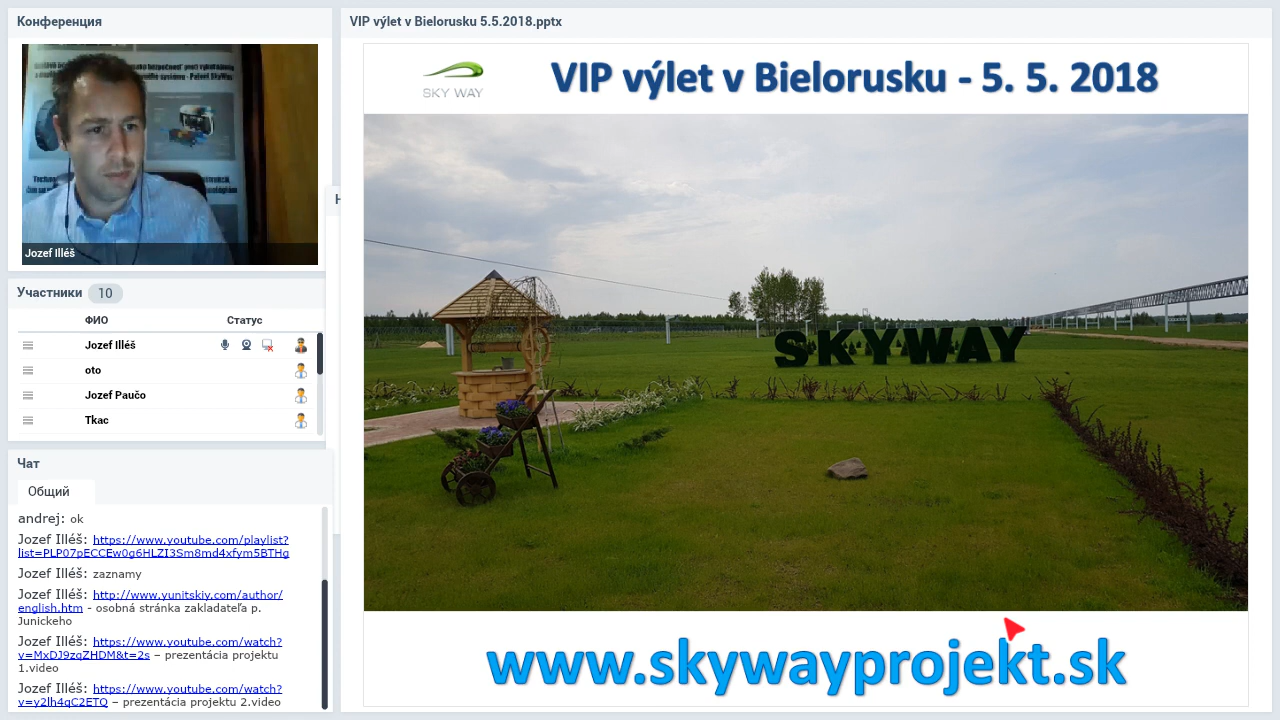 Конференция
Jozef Illéš
Участники 10
ФИО Статус
Jozef Illéš
oto
Jozef Paučo
Tkac
Чат
Общий
andrej: ok
Jozef Illéš: https://www.youtube.com/playlist?
list=PLP07pECCEw0g6HLZI3Sm8md4xfym5BTHg
Jozef Illéš: zaznamy
Jozef Illéš: http://www.yunitskiy.com/author/
english.htm - osobná stránka zakladateľa p.
Junickeho
Jozef Illéš: https://www.youtube.com/watch?
v=MxDJ9zqZHDM&t=2s – prezentácia projektu
1.video
Jozef Illéš: https://www.youtube.com/watch?
v=y2lh4qC2ETQ – prezentácia projektu 2.video
VIP výlet v Bielorusku 5.5.2018.pptx
SKY WAY
VIP výlet v Bielorusku - 5. 5. 2018
SKYWAY
www.skywayprojekt.sk